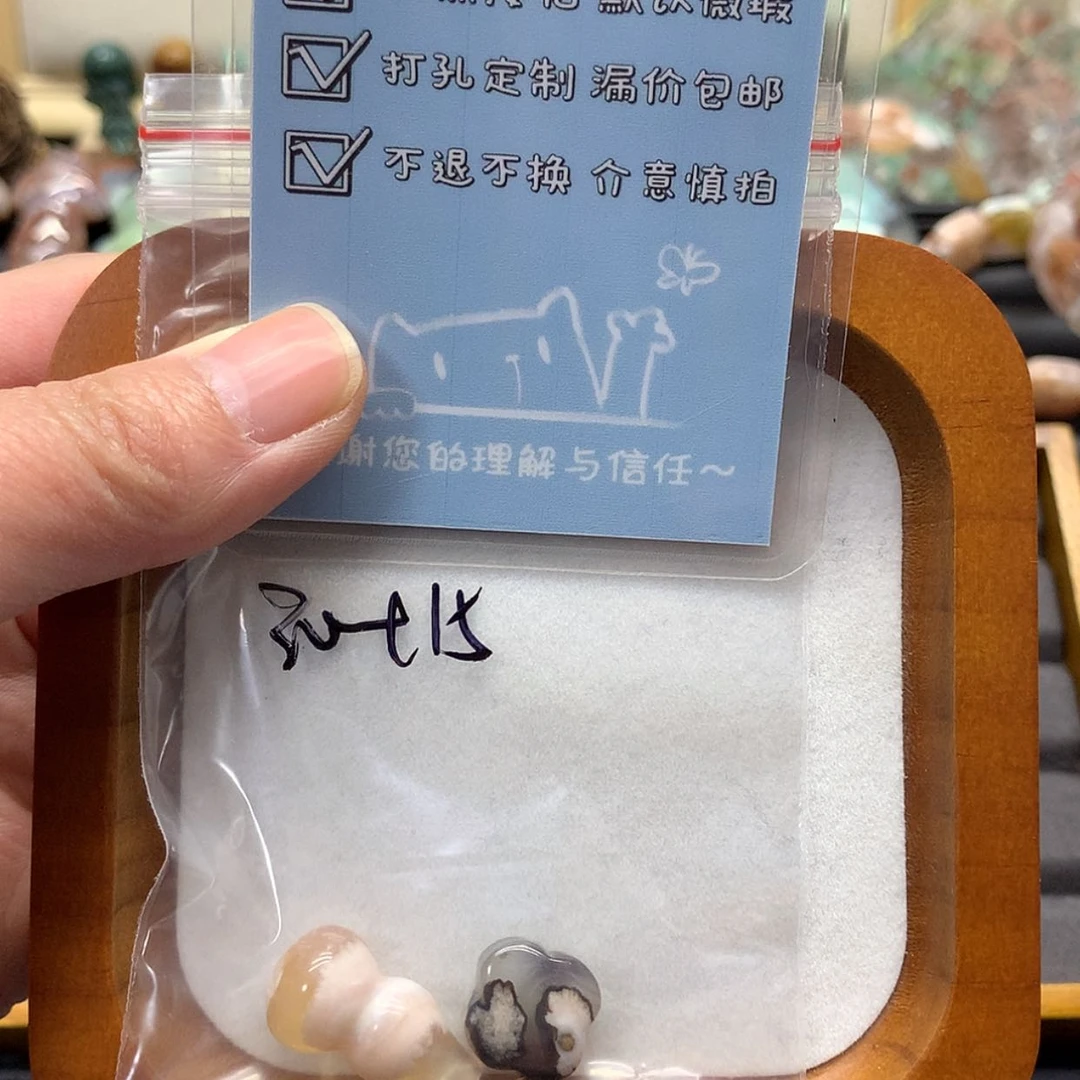 默认微瑕
打孔定制 漏价包邮
不退不换 介意慎拍
谢您的理解与信任～